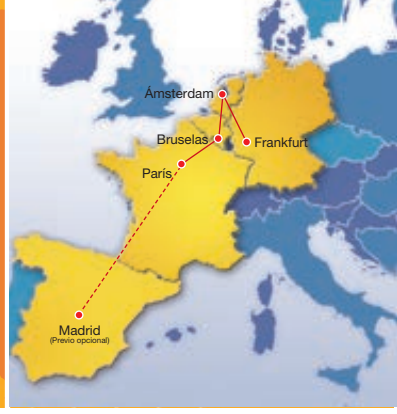 Ámsterdam
Bruselas
Frankfurt
París
Madrid
(Previo opcional)